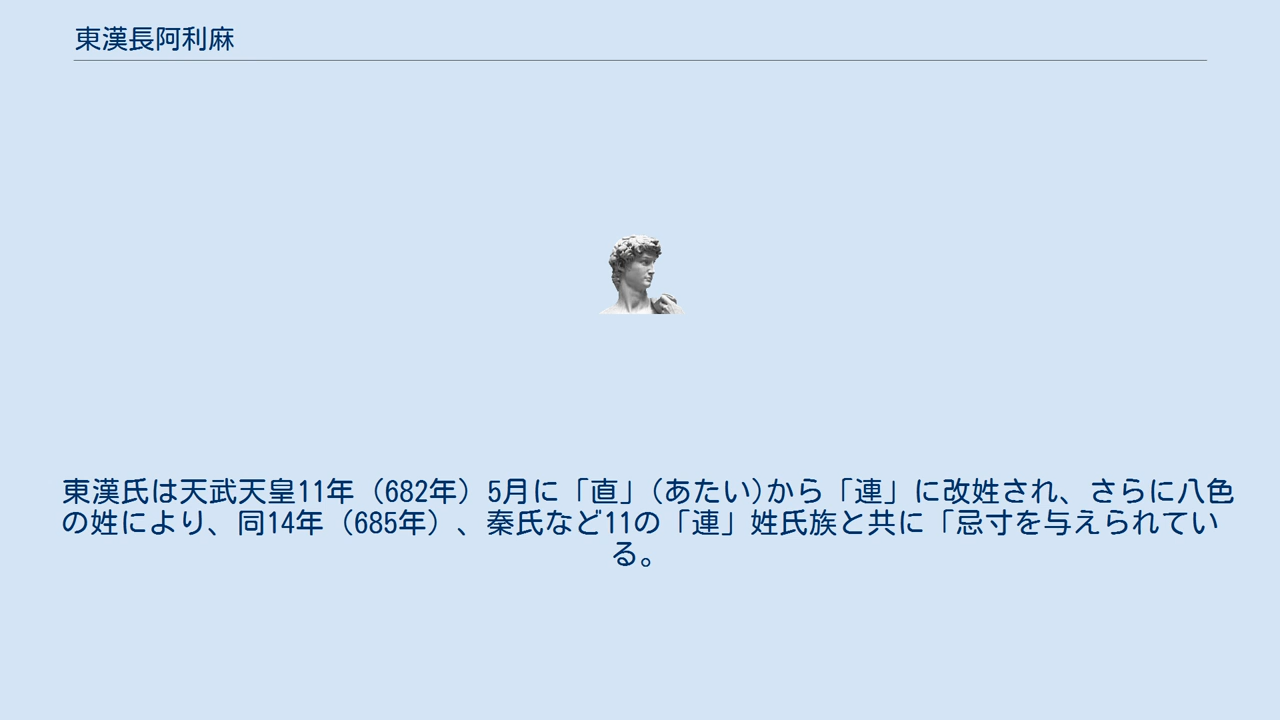 東漢長阿利麻
東漢氏は天武天皇11年（682年）5月に「直」(あたい)から「連」に改姓され、さらに八色
の姓により、同14年（685年）、秦氏など11の「連」姓氏族と共に「忌寸を与えられてい
る。